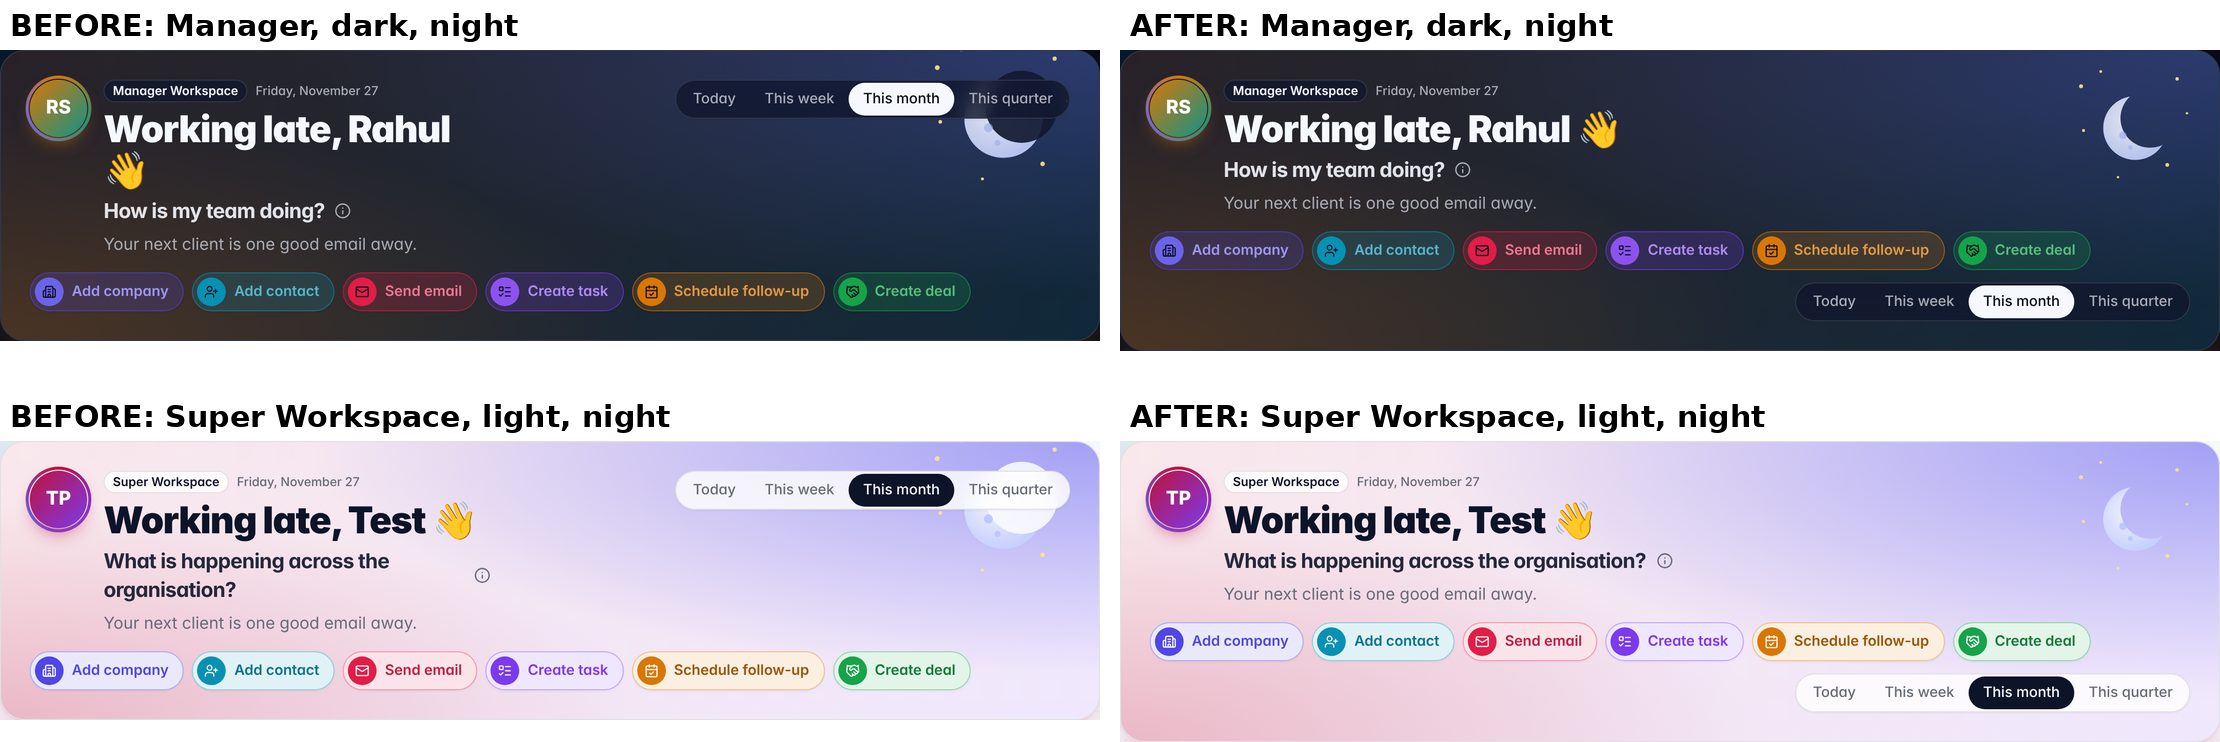 BEFORE: Manager, dark, night
RS
Manager Workspace Friday, November 27
Working late, Rahul 👋
How is my team doing?
Your next client is one good email away.
Today This week This month This quarter
Add company Add contact Send email Create task Schedule follow-up Create deal
AFTER: Manager, dark, night
RS
Manager Workspace Friday, November 27
Working late, Rahul 👋
How is my team doing?
Your next client is one good email away.
Add company Add contact Send email Create task Schedule follow-up Create deal
Today This week This month This quarter
BEFORE: Super Workspace, light, night
TP
Super Workspace Friday, November 27
Working late, Test 👋
What is happening across the
organisation?
Your next client is one good email away.
Today This week This month This quarter
Add company Add contact Send email Create task Schedule follow-up Create deal
AFTER: Super Workspace, light, night
TP
Super Workspace Friday, November 27
Working late, Test 👋
What is happening across the organisation?
Your next client is one good email away.
Add company Add contact Send email Create task Schedule follow-up Create deal
Today This week This month This quarter